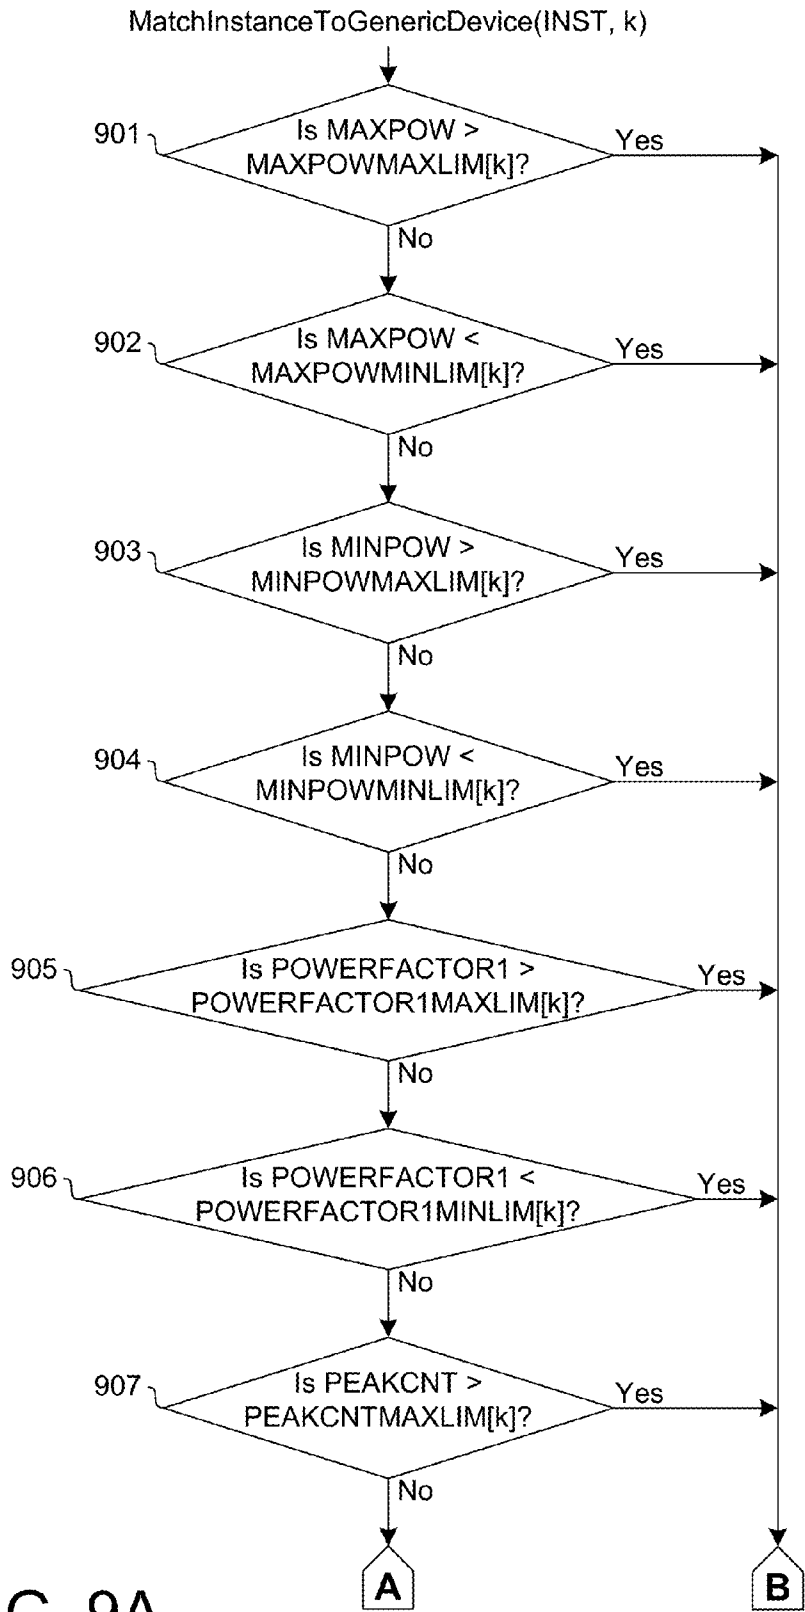 MatchInstanceToGenericDevice(INST, k)
901
Is MAXPOW >
MAXPOWMAXLIM[k]?
Yes
No
902
Is MAXPOW <
MAXPOWMINLIM[k]?
Yes
No
903
Is MINPOW >
MINPOWMAXLIM[k]?
Yes
No
904
Is MINPOW <
MINPOWMINLIM[k]?
Yes
No
905
Is POWERFACTOR1 >
POWERFACTOR1MAXLIM[k]?
Yes
No
906
Is POWERFACTOR1 <
POWERFACTOR1MINLIM[k]?
Yes
No
907
Is PEAKCNT >
PEAKCNTMAXLIM[k]?
Yes
No
A
B
9A